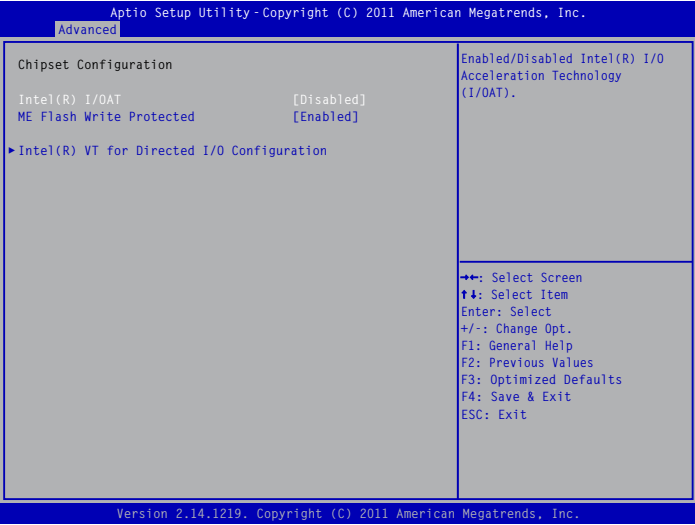 Aptio Setup Utility - Copyright (C) 2011 American Megatrends, Inc.
Advanced
Chipset Configuration
Intel(R) I/OAT [Disabled]
ME Flash Write Protected [Enabled]
►Intel(R) VT for Directed I/O Configuration
Enabled/Disabled Intel(R) I/O
Acceleration Technology
(I/OAT).
→←: Select Screen
↑↓: Select Item
Enter: Select
+/-: Change Opt.
F1: General Help
F2: Previous Values
F3: Optimized Defaults
F4: Save & Exit
ESC: Exit
Version 2.14.1219. Copyright (C) 2011 American Megatrends, Inc.